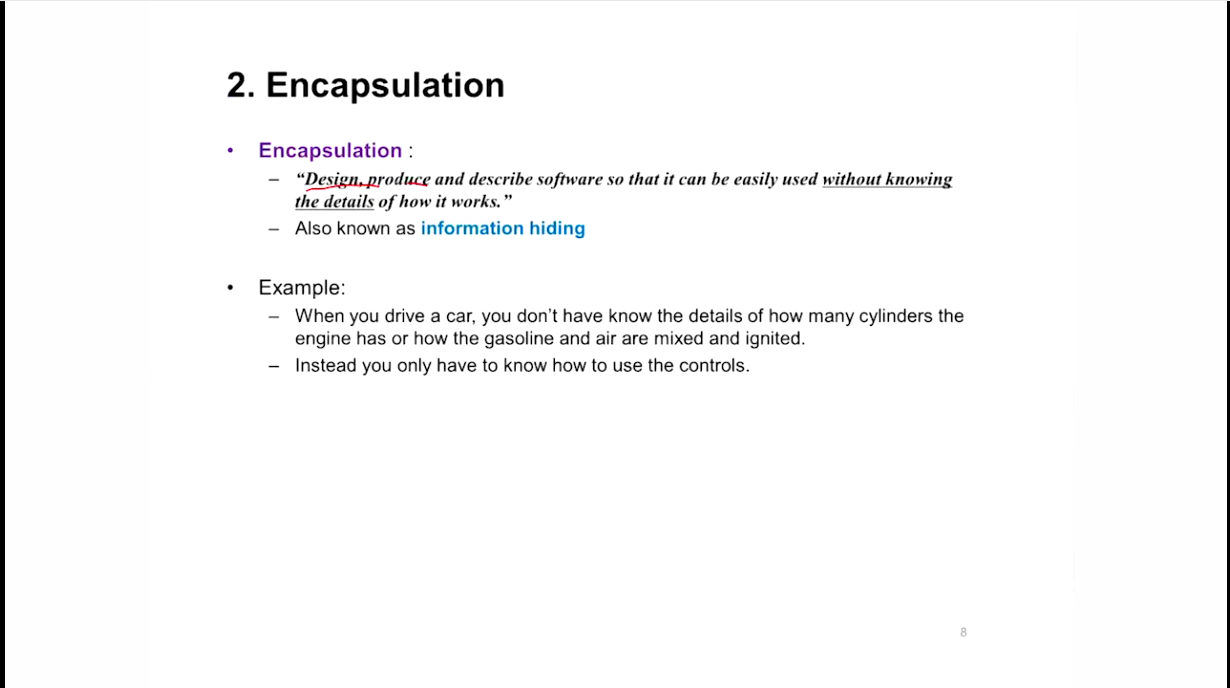 2. Encapsulation
• Encapsulation :
– “Design, produce and describe software so that it can be easily used without knowing
the details of how it works.”
– Also known as information hiding
• Example:
– When you drive a car, you don’t have know the details of how many cylinders the
engine has or how the gasoline and air are mixed and ignited.
– Instead you only have to know how to use the controls.
8